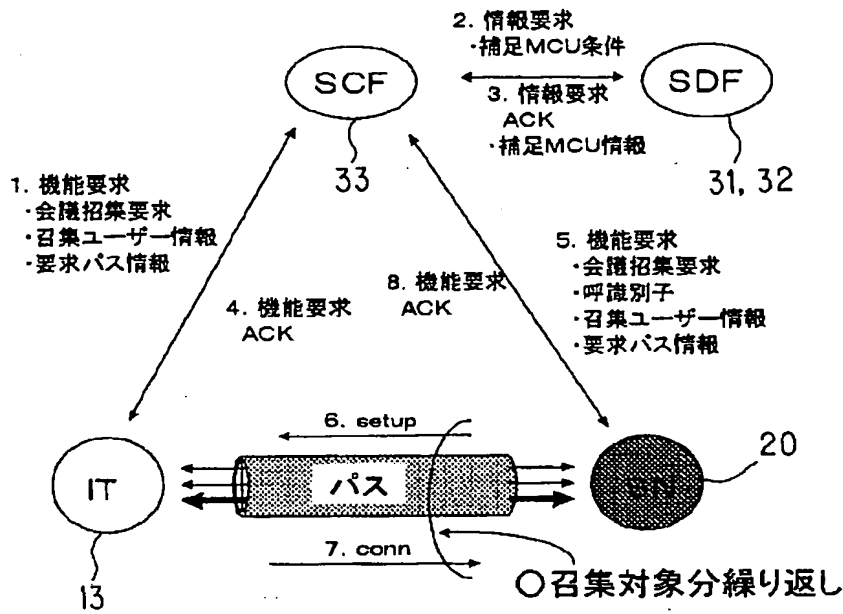 2. 情報要求
・補足MCU条件
SCF
SDF
3. 情報要求
ACK
・補足MCU情報
33
31, 32
1. 機能要求
・会議招集要求
・召集ユーザー情報
・要求パス情報
5. 機能要求
・会議招集要求
・呼識別子
・召集ユーザー情報
・要求パス情報
4. 機能要求
ACK
8. 機能要求
ACK
6. setup
IT
パス
20
7. conn
13
○召集対象分繰り返し